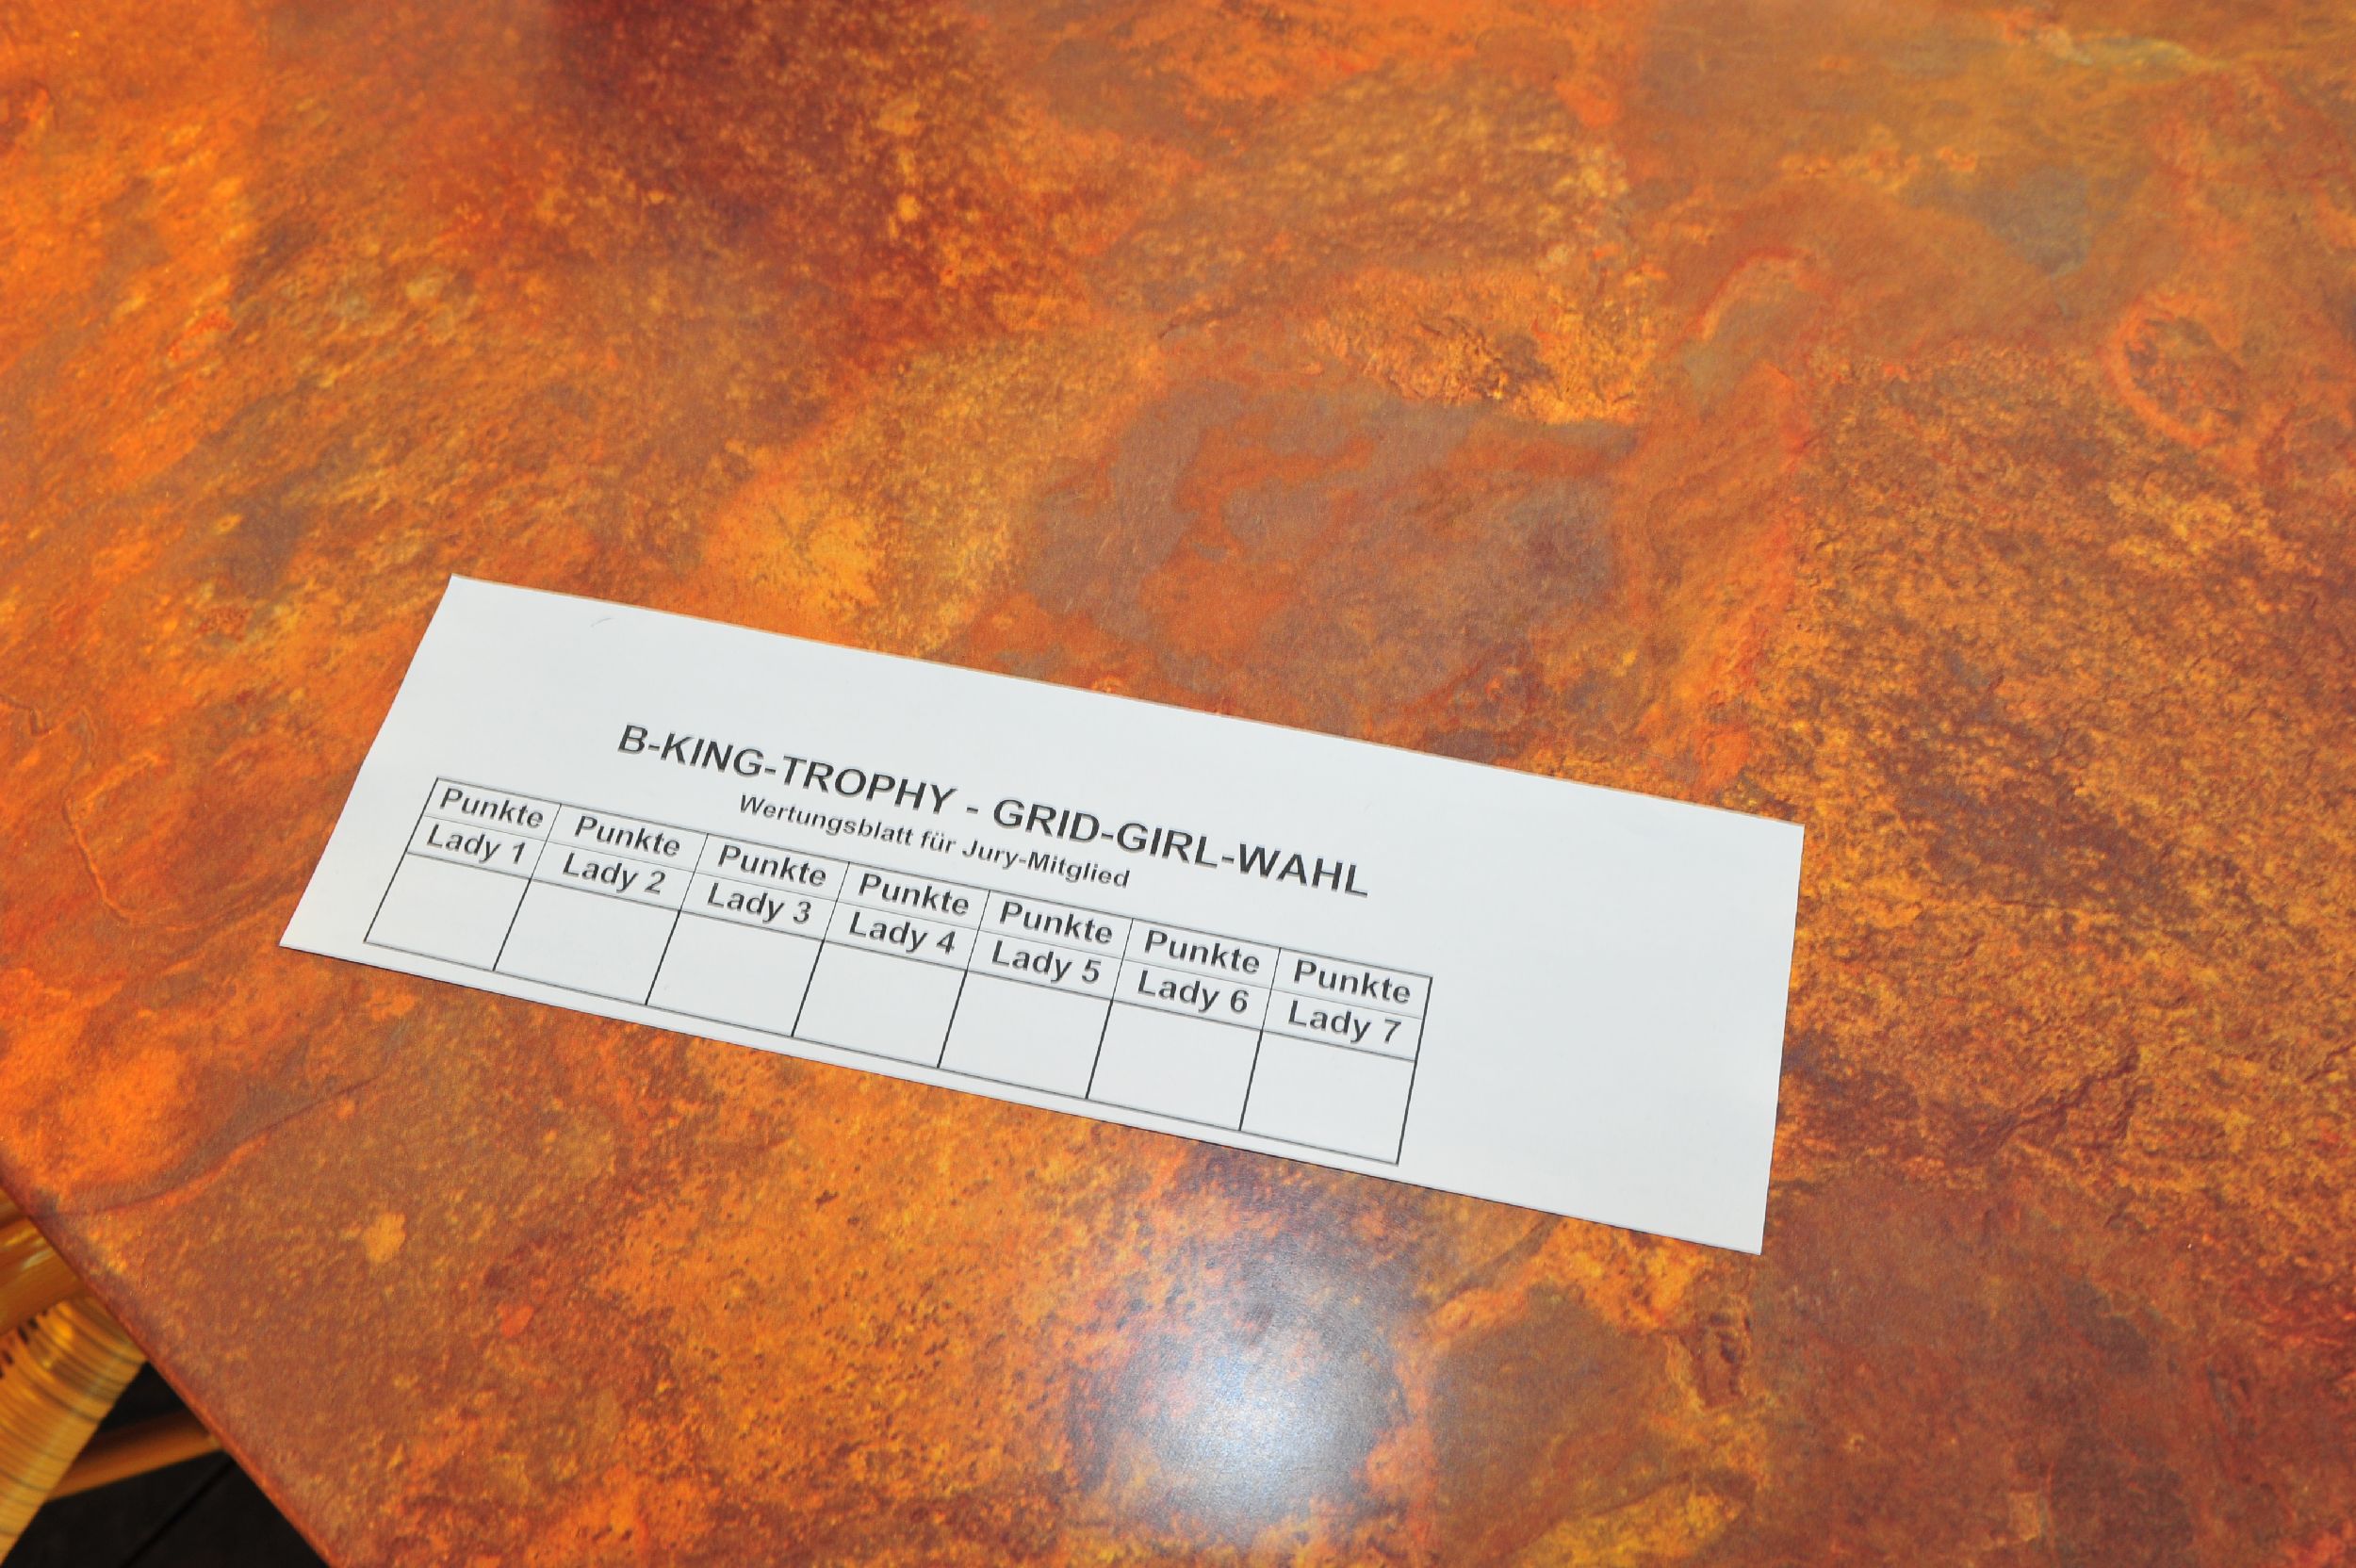 B-KING-TROPHY - GRID-GIRL-WAHL
Wertungsblatt für Jury-Mitglied
Punkte Punkte Punkte Punkte Punkte Punkte Punkte
Lady 1 Lady 2 Lady 3 Lady 4 Lady 5 Lady 6 Lady 7